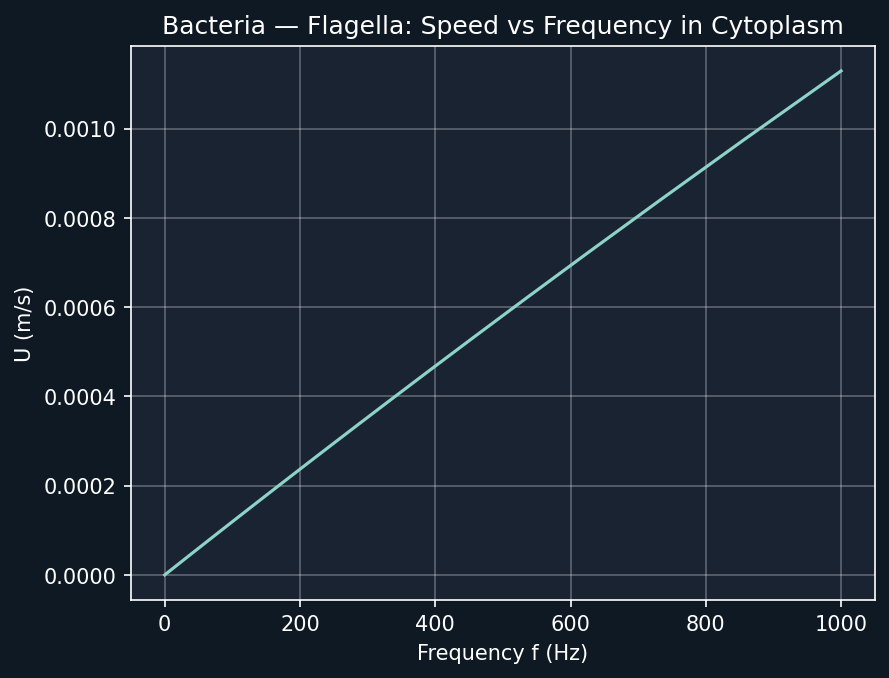 Bacteria — Flagella: Speed vs Frequency in Cytoplasm
0.0010
0.0008
0.0006
0.0004
0.0002
0.0000
U (m/s)
0 200 400 600 800 1000
Frequency f (Hz)